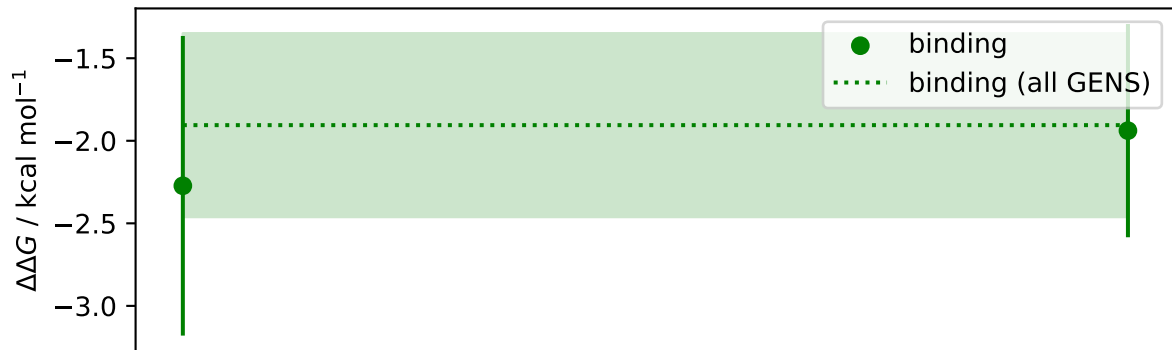 binding
binding (all GENS)
−1.5
−2.0
−2.5
−3.0
ΔΔG / kcal mol⁻¹